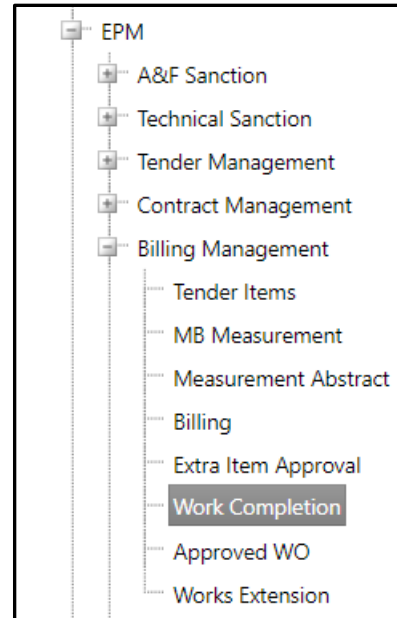 EPM
A&F Sanction
Technical Sanction
Tender Management
Contract Management
Billing Management
Tender Items
MB Measurement
Measurement Abstract
Billing
Extra Item Approval
Work Completion
Approved WO
Works Extension